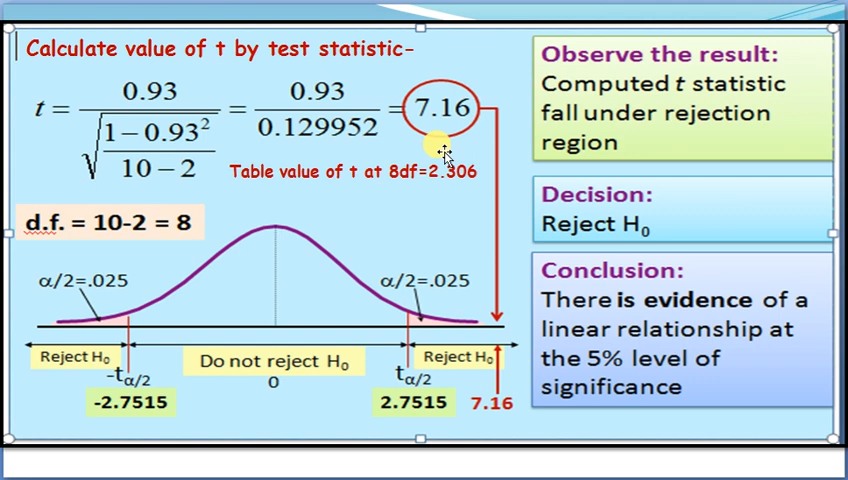 Calculate value of t by test statistic-
t = 0.93 / √((1−0.93²)/(10−2)) = 0.93 / 0.129952 = 7.16
Table value of t at 8df=2.306
d.f. = 10-2 = 8
α/2=.025
α/2=.025
Reject H₀
Do not reject H₀
Reject H₀
-tα/2
0
tα/2
-2.7515
2.7515
7.16
Observe the result:
Computed t statistic
fall under rejection
region
Decision:
Reject H₀
Conclusion:
There is evidence of a
linear relationship at
the 5% level of
significance